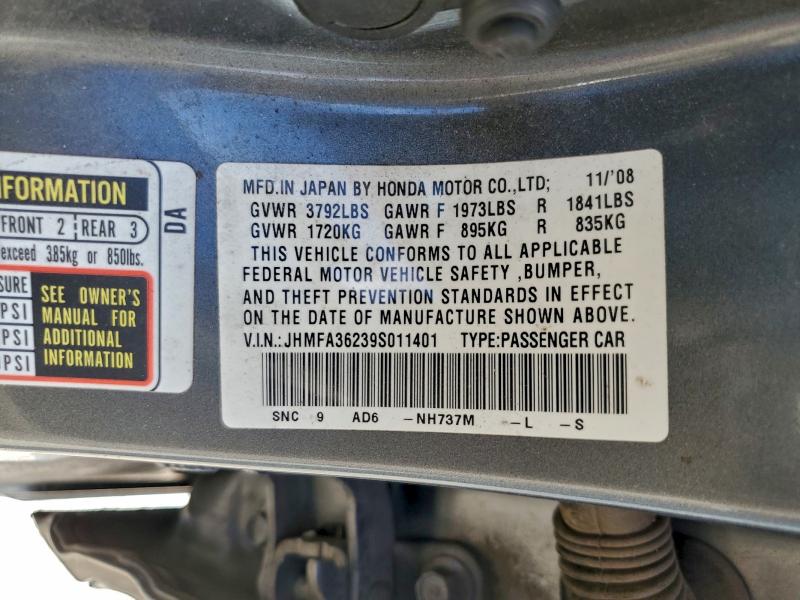 NFORMATION
FRONT 2 REAR 3
exceed 385kg or 850lbs.
SURE
PSI
PSI
PSI
SEE OWNER'S
MANUAL FOR
ADDITIONAL
INFORMATION
DA
MFD.IN JAPAN BY HONDA MOTOR CO.,LTD; 11/'08
GVWR 3792LBS GAWR F 1973LBS R 1841LBS
GVWR 1720KG GAWR F 895KG R 835KG
THIS VEHICLE CONFORMS TO ALL APPLICABLE
FEDERAL MOTOR VEHICLE SAFETY ,BUMPER,
AND THEFT PREVENTION STANDARDS IN EFFECT
ON THE DATE OF MANUFACTURE SHOWN ABOVE.
V.I.N.:JHMFA36239S011401 TYPE:PASSENGER CAR
SNC 9 AD6 -NH737M -L -S